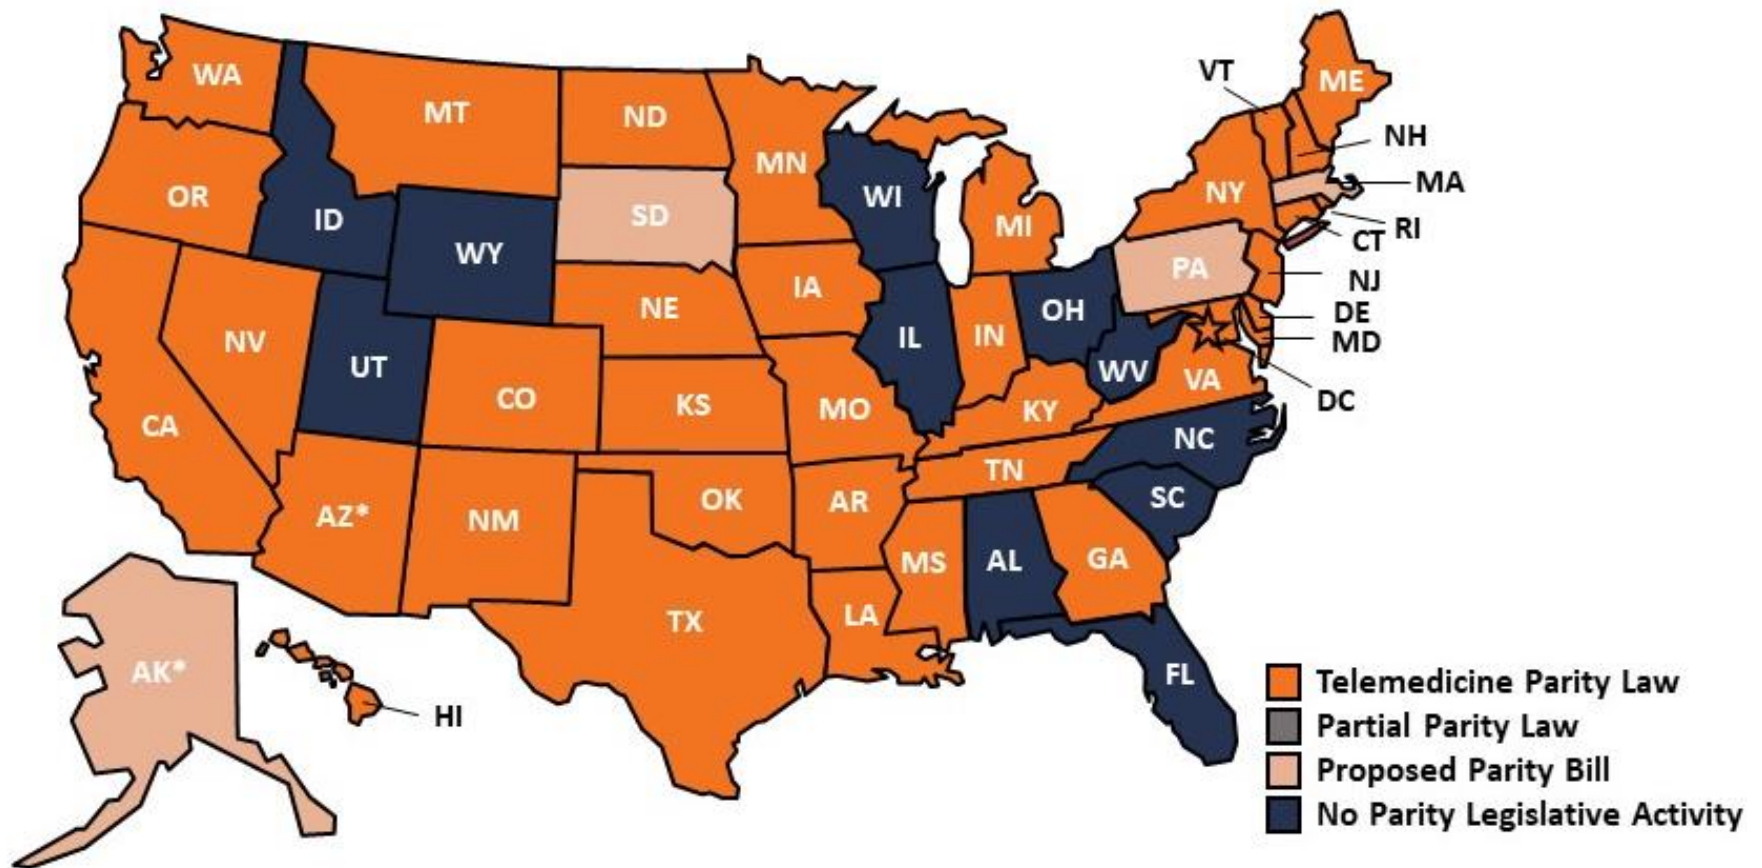 WA
MT
ND
MN
VT
ME
NH
OR
ID
WY
SD
WI
MI
NY
MA
RI
CT
PA
NJ
NV
UT
CO
NE
IA
IL
IN
OH
DE
MD
WV
VA
DC
CA
KS
MO
KY
NC
AZ*
NM
OK
AR
TN
SC
MS
AL
GA
TX
LA
AK*
HI
FL
Telemedicine Parity Law
Partial Parity Law
Proposed Parity Bill
No Parity Legislative Activity